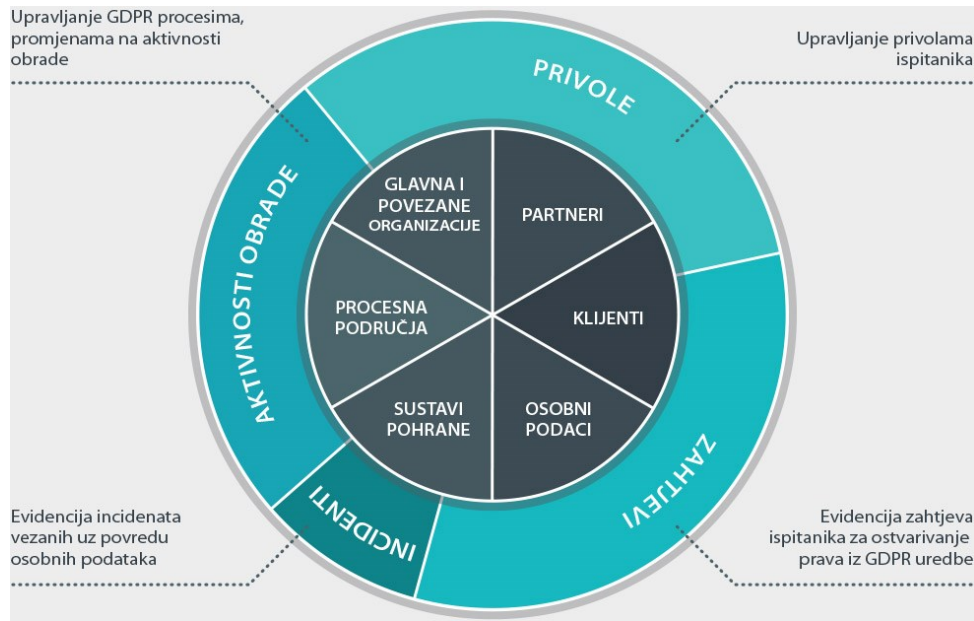 Upravljanje GDPR procesima,
promjenama na aktivnosti
obrade
Upravljanje privolama
ispitanika
PRIVOLE
AKTIVNOSTI OBRADE
GLAVNA I
POVEZANE
ORGANIZACIJE
PARTNERI
PROCESNA
PODRUČJA
KLIJENTI
SUSTAVI
POHRANE
OSOBNI
PODACI
ZAHTJEVI
INCIDENTI
Evidencija incidenata
vezanih uz povredu
osobnih podataka
Evidencija zahtjeva
ispitanika za ostvarivanje
prava iz GDPR uredbe